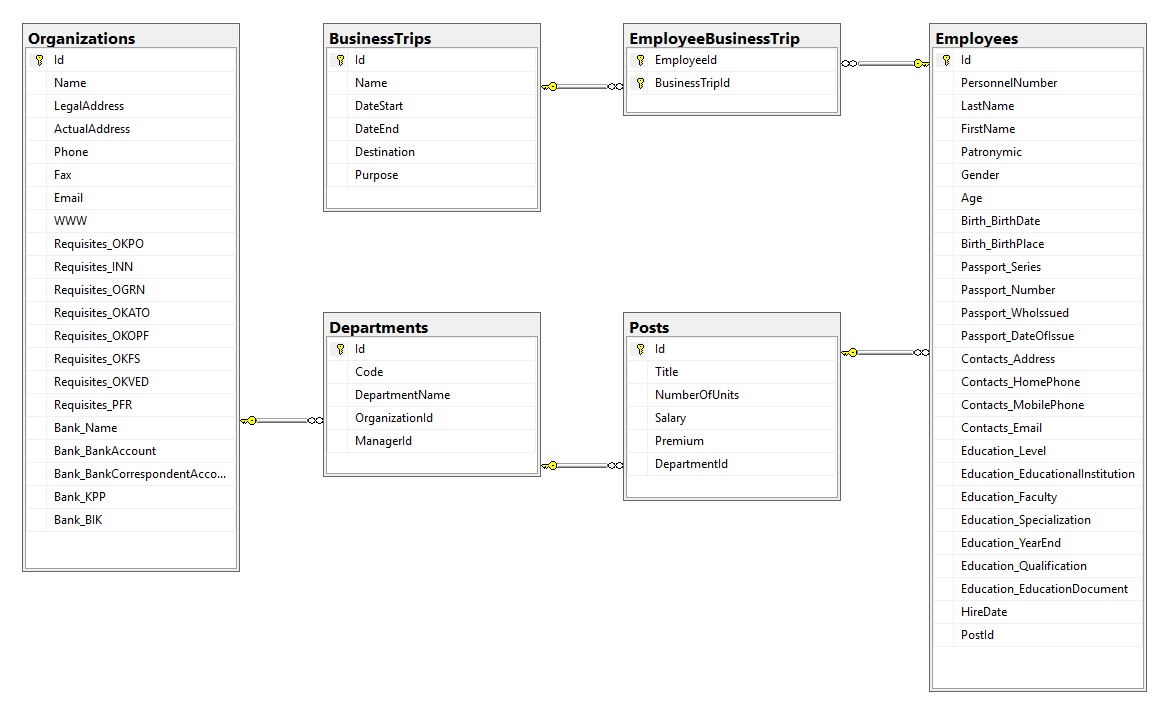 Organizations
Id
Name
LegalAddress
ActualAddress
Phone
Fax
Email
WWW
Requisites_OKPO
Requisites_INN
Requisites_OGRN
Requisites_OKATO
Requisites_OKOPF
Requisites_OKFS
Requisites_OKVED
Requisites_PFR
Bank_Name
Bank_BankAccount
Bank_BankCorrespondentAcco...
Bank_KPP
Bank_BIK
BusinessTrips
Id
Name
DateStart
DateEnd
Destination
Purpose
Departments
Id
Code
DepartmentName
OrganizationId
ManagerId
EmployeeBusinessTrip
EmployeeId
BusinessTripId
Posts
Id
Title
NumberOfUnits
Salary
Premium
DepartmentId
Employees
Id
PersonnelNumber
LastName
FirstName
Patronymic
Gender
Age
Birth_BirthDate
Birth_BirthPlace
Passport_Series
Passport_Number
Passport_WhoIssued
Passport_DateOfIssue
Contacts_Address
Contacts_HomePhone
Contacts_MobilePhone
Contacts_Email
Education_Level
Education_EducationalInstitution
Education_Faculty
Education_Specialization
Education_YearEnd
Education_Qualification
Education_EducationDocument
HireDate
PostId